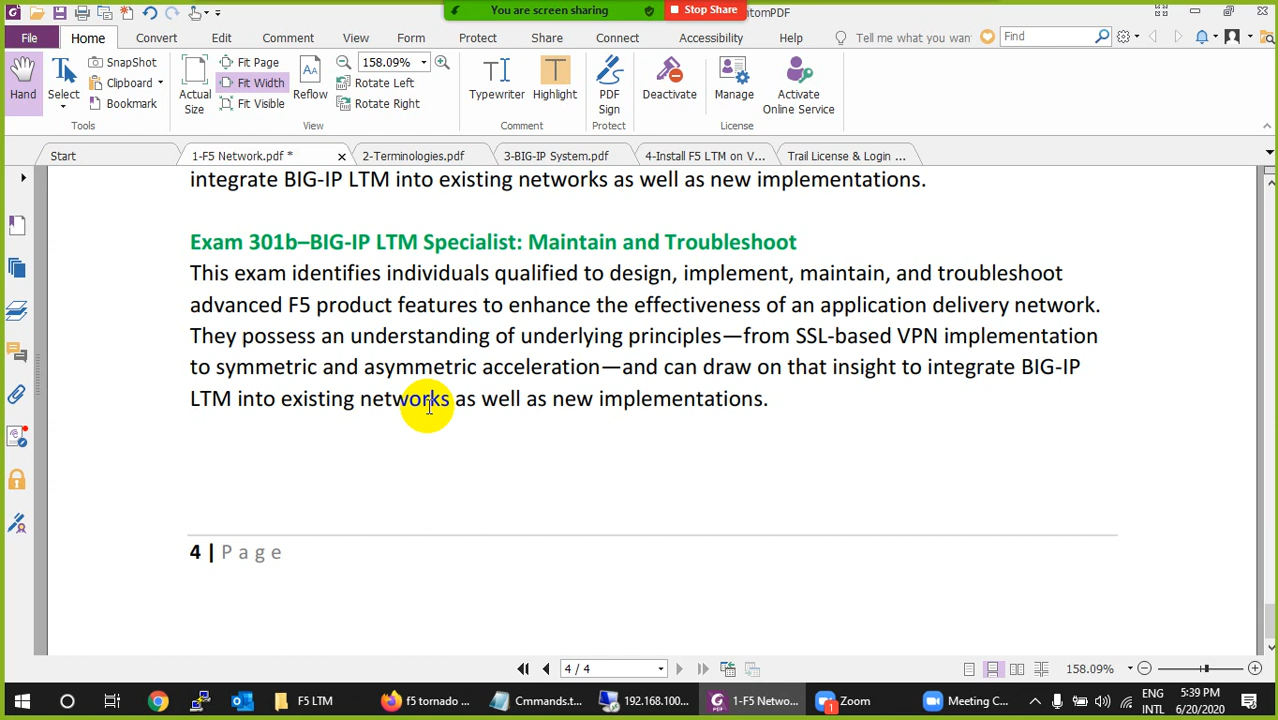 You are screen sharing
Stop Share
ntomPDF
File
Home
Convert
Edit
Comment
View
Form
Protect
Share
Connect
Accessibility
Help
Tell me what you want...
Find
Hand
Select
SnapShot
Clipboard
Bookmark
Tools
Actual
Size
Fit Page
Fit Width
Fit Visible
Reflow
158.09%
Rotate Left
Rotate Right
View
Typewriter
Highlight
Comment
PDF
Sign
Protect
Deactivate
Manage
Activate
Online Service
License
Start
1-F5 Network.pdf *
2-Terminologies.pdf
3-BIG-IP System.pdf
4-Install F5 LTM on V...
Trail License & Login ...
integrate BIG-IP LTM into existing networks as well as new implementations.
Exam 301b–BIG-IP LTM Specialist: Maintain and Troubleshoot
This exam identifies individuals qualified to design, implement, maintain, and troubleshoot
advanced F5 product features to enhance the effectiveness of an application delivery network.
They possess an understanding of underlying principles—from SSL-based VPN implementation
to symmetric and asymmetric acceleration—and can draw on that insight to integrate BIG-IP
LTM into existing networks as well as new implementations.
4 | Page
4 / 4
158.09%
F5 LTM
f5 tornado ...
Cmmands.t...
192.168.100...
1-F5 Netwo...
Zoom
1
Meeting C...
ENG
INTL
5:39 PM
6/20/2020